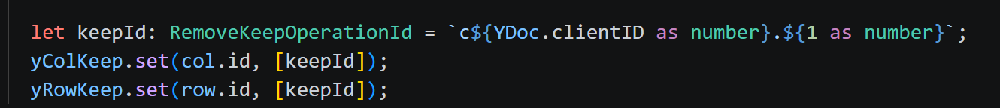 let keepId: RemoveKeepOperationId = `c${YDoc.clientID as number}.${1 as number}`;
yColKeep.set(col.id, [keepId]);
yRowKeep.set(row.id, [keepId]);